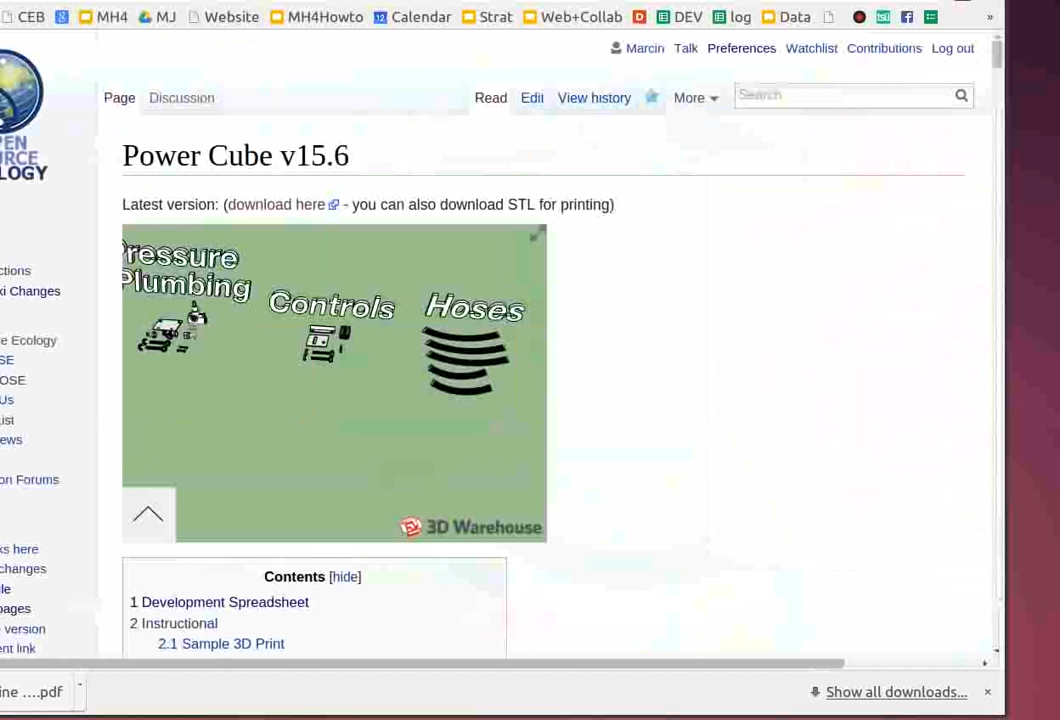 CEB MH4 MJ Website MH4Howto Calendar Strat Web+Collab DEV log Data »
Marcin Talk Preferences Watchlist Contributions Log out
Page Discussion Read Edit View history More Search
PEN
URCE
LOGY
Power Cube v15.6
Latest version: (download here - you can also download STL for printing)
ressure
Plumbing
Controls
Hoses
3D Warehouse
ctions
ki Changes
e Ecology
SE
OSE
Us
ist
ews
on Forums
ks here
changes
le
pages
version
ent link
Contents [hide]
1 Development Spreadsheet
2 Instructional
2.1 Sample 3D Print
ine ....pdf
Show all downloads... ×